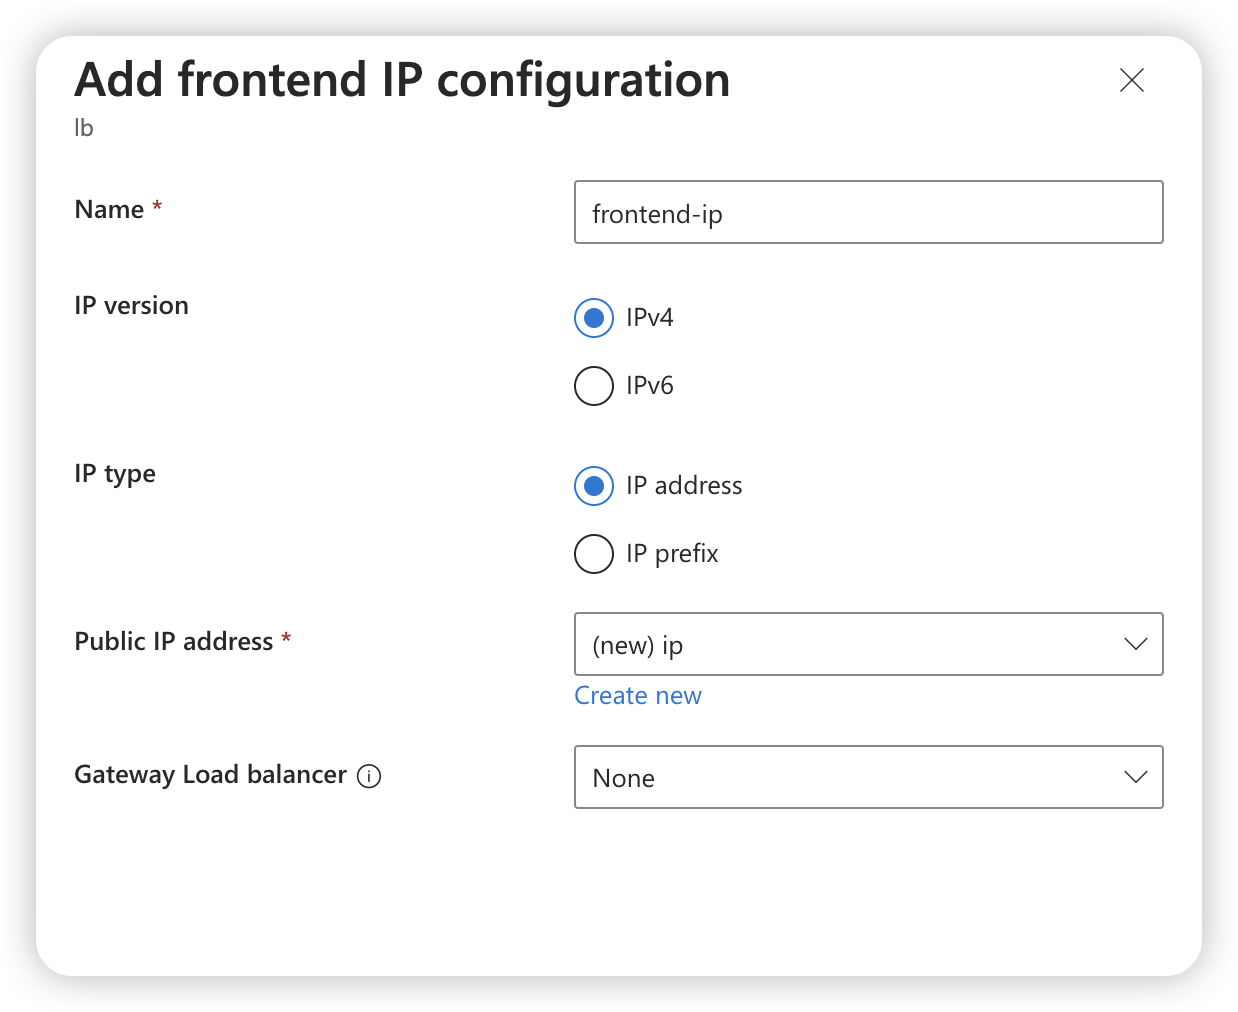 Add frontend IP configuration
lb
Name *
frontend-ip
IP version
IPv4
IPv6
IP type
IP address
IP prefix
Public IP address *
(new) ip
Create new
Gateway Load balancer
None